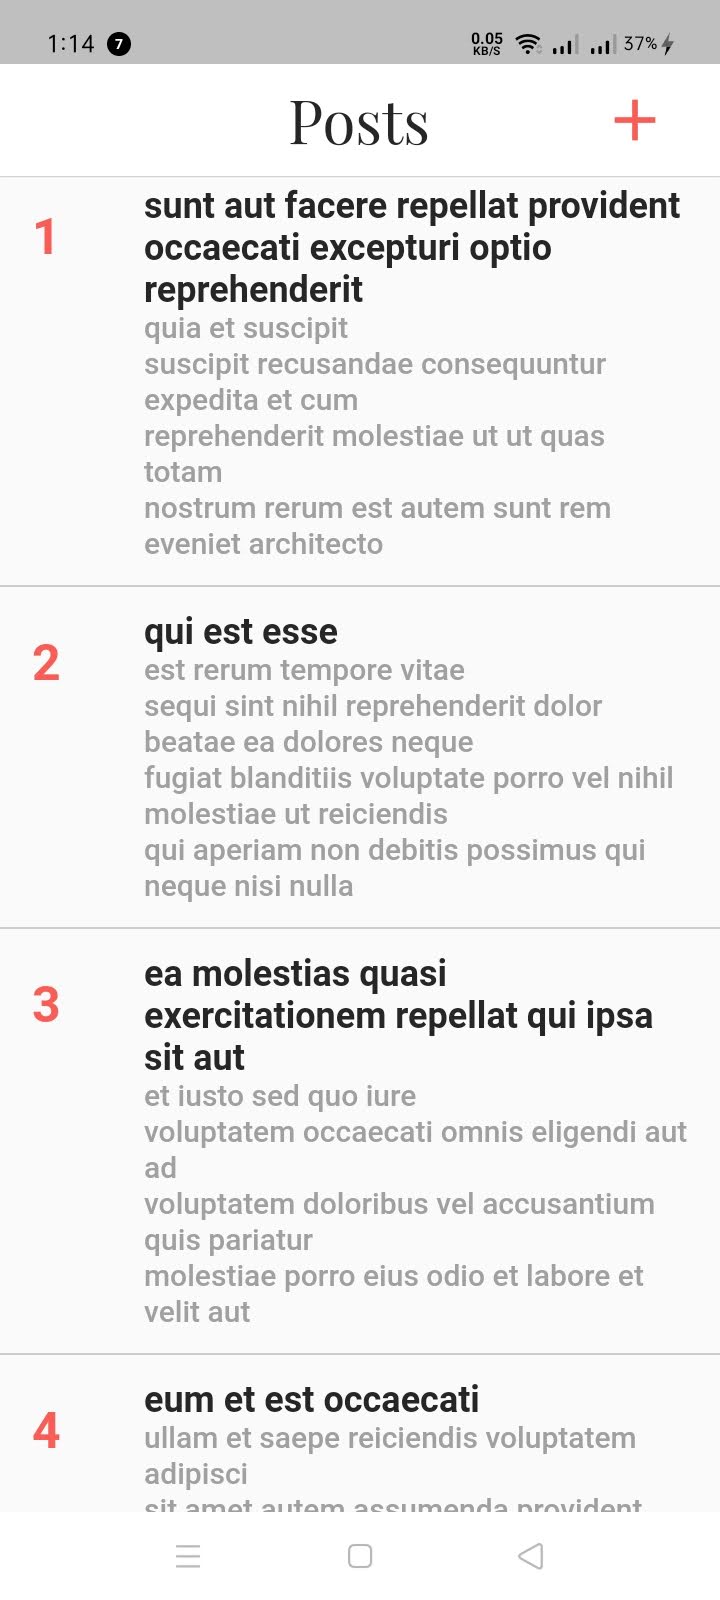 1:14 7 0.05 KB/S 37%
Posts +
1
sunt aut facere repellat provident
occaecati excepturi optio
reprehenderit
quia et suscipit
suscipit recusandae consequuntur
expedita et cum
reprehenderit molestiae ut ut quas
totam
nostrum rerum est autem sunt rem
eveniet architecto
2
qui est esse
est rerum tempore vitae
sequi sint nihil reprehenderit dolor
beatae ea dolores neque
fugiat blanditiis voluptate porro vel nihil
molestiae ut reiciendis
qui aperiam non debitis possimus qui
neque nisi nulla
3
ea molestias quasi
exercitationem repellat qui ipsa
sit aut
et iusto sed quo iure
voluptatem occaecati omnis eligendi aut
ad
voluptatem doloribus vel accusantium
quis pariatur
molestiae porro eius odio et labore et
velit aut
4
eum et est occaecati
ullam et saepe reiciendis voluptatem
adipisci
sit amet autem assumenda provident